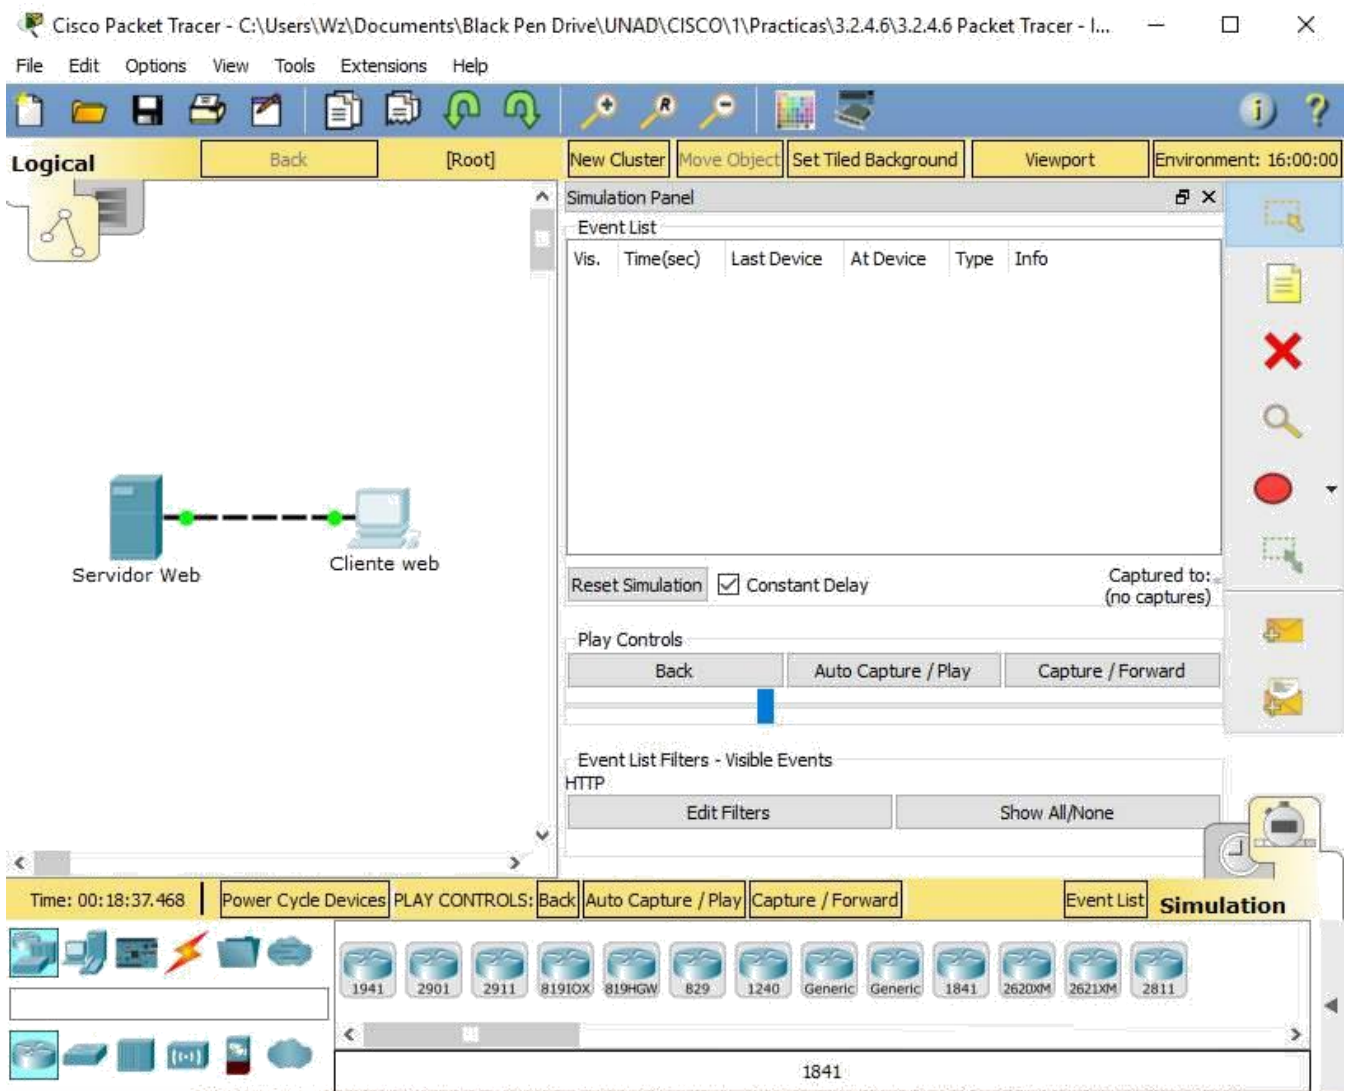 Cisco Packet Tracer - C:\Users\Wz\Documents\Black Pen Drive\UNAD\CISCO\1\Practicas\3.2.4.6\3.2.4.6 Packet Tracer - I...
File Edit Options View Tools Extensions Help
Logical Back [Root] New Cluster Move Object Set Tiled Background Viewport Environment: 16:00:00
Simulation Panel
Event List
Vis. Time(sec) Last Device At Device Type Info
Servidor Web
Cliente web
Reset Simulation Constant Delay Captured to:
(no captures)
Play Controls
Back Auto Capture / Play Capture / Forward
Event List Filters - Visible Events
HTTP
Edit Filters Show All/None
Time: 00:18:37.468 Power Cycle Devices PLAY CONTROLS: Back Auto Capture / Play Capture / Forward Event List Simulation
1941 2901 2911 819IOX 819HGW 829 1240 Generic Generic 1841 2620XM 2621XM 2811
1841